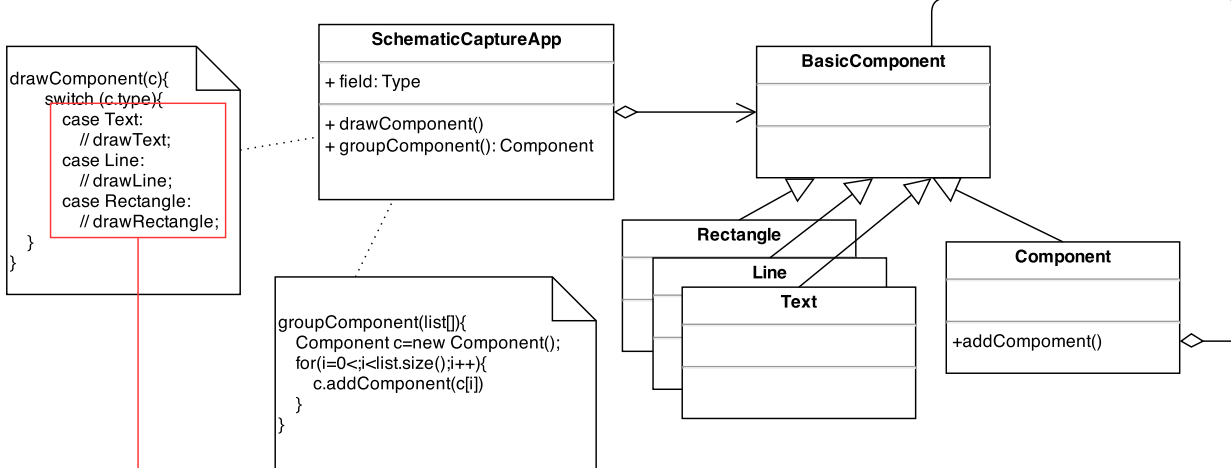 drawComponent(c){
switch (c.type){
case Text:
// drawText;
case Line:
// drawLine;
case Rectangle:
// drawRectangle;
}
}
SchematicCaptureApp
+ field: Type
+ drawComponent()
+ groupComponent(): Component
groupComponent(list[]){
Component c=new Component();
for(i=0<;i<list.size();i++){
c.addComponent(c[i])
}
}
BasicComponent
Rectangle
Line
Text
Component
+addCompoment()